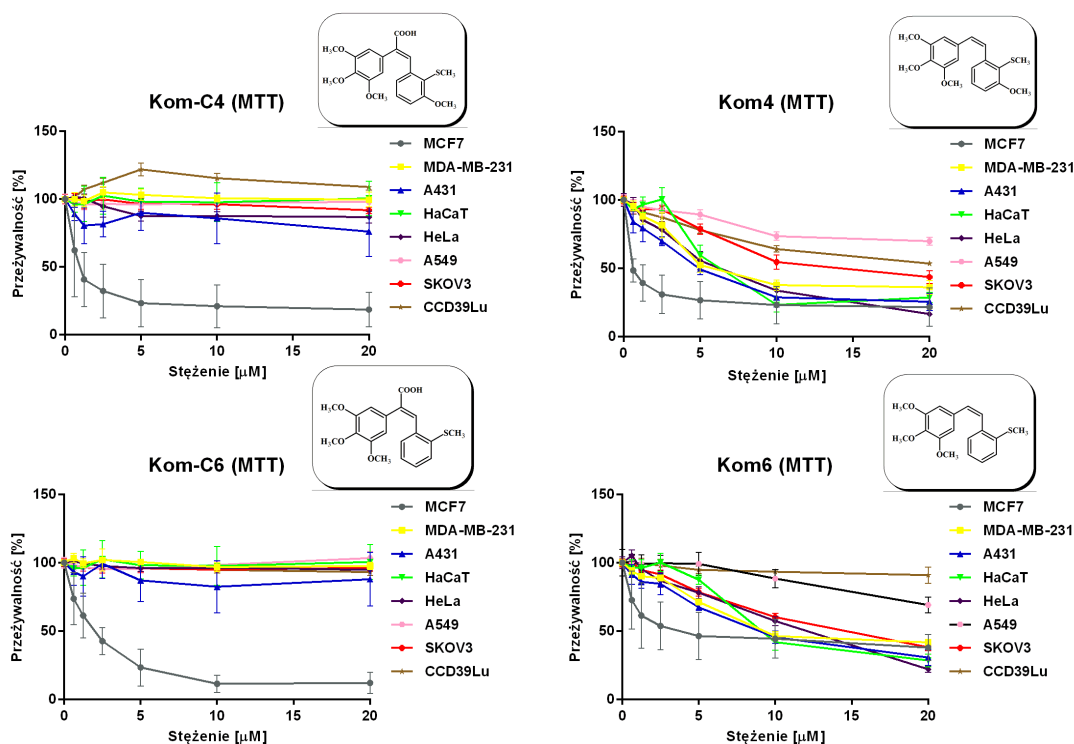 COOH
H3CO
SCH3
H3CO
OCH3
OCH3
Kom-C4 (MTT)
150
100
50
0
0
5
10
15
20
Przeżywalność [%]
Stężenie [µM]
MCF7
MDA-MB-231
A431
HaCaT
HeLa
A549
SKOV3
CCD39Lu
H3CO
SCH3
H3CO
OCH3
OCH3
Kom4 (MTT)
150
100
50
0
0
5
10
15
20
Przeżywalność [%]
Stężenie [µM]
MCF7
MDA-MB-231
A431
HaCaT
HeLa
A549
SKOV3
CCD39Lu
COOH
H3CO
SCH3
H3CO
OCH3
Kom-C6 (MTT)
150
100
50
0
0
5
10
15
20
Przeżywalność [%]
Stężenie [µM]
MCF7
MDA-MB-231
A431
HaCaT
HeLa
A549
SKOV3
CCD39Lu
H3CO
SCH3
H3CO
OCH3
Kom6 (MTT)
150
100
50
0
0
5
10
15
20
Przeżywalność [%]
Stężenie [µM]
MCF7
MDA-MB-231
A431
HaCaT
HeLa
A549
SKOV3
CCD39Lu